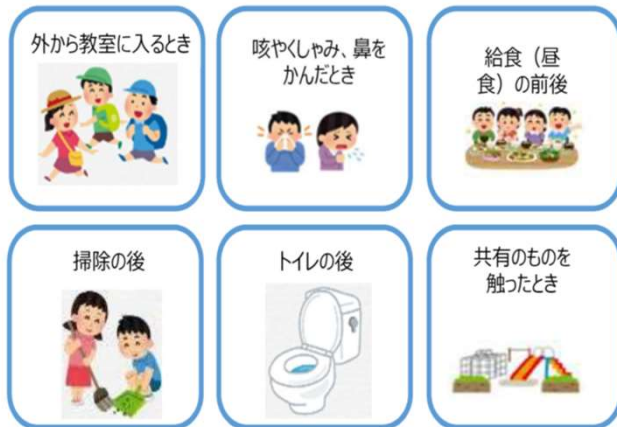 外から教室に入るとき
咳やくしゃみ、鼻を
かんだとき
給食（昼
食）の前後
掃除の後
トイレの後
共有のものを
触ったとき